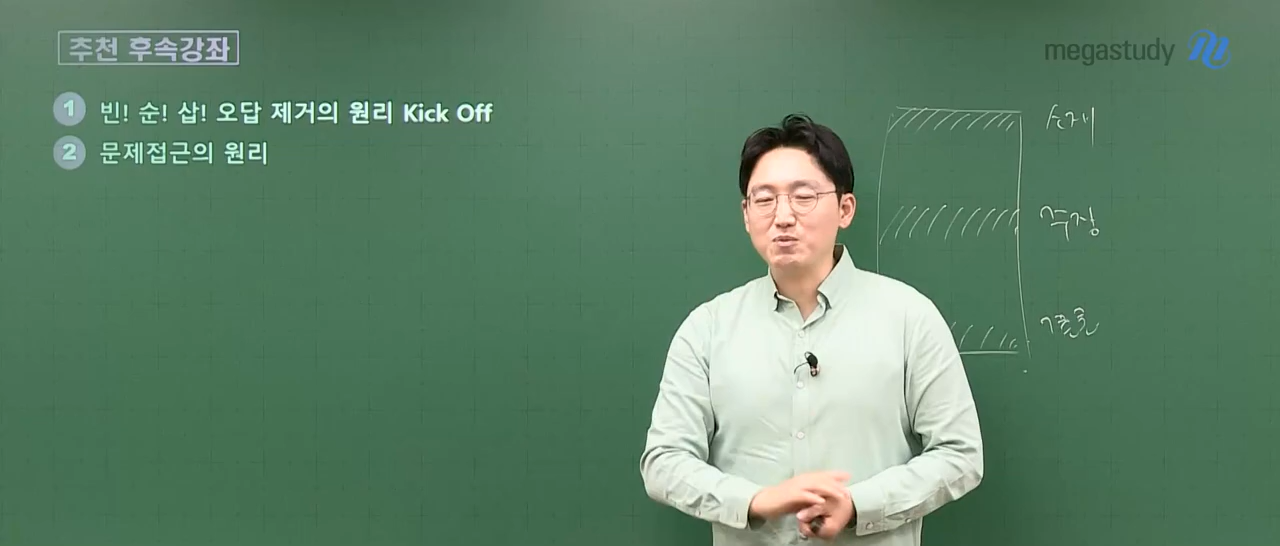 추천 후속강좌
megastudy
1 빈! 순! 삽! 오답 제거의 원리 Kick Off
2 문제접근의 원리
소재
주장
결론